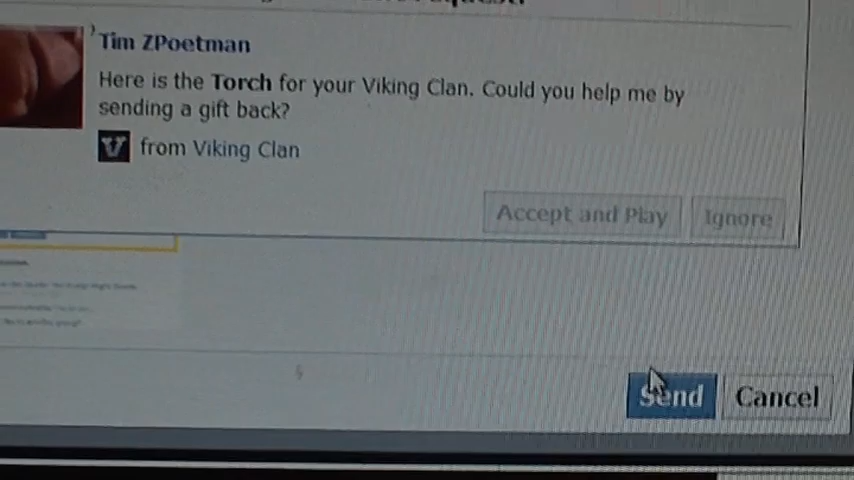 Tim ZPoetman
Here is the Torch for your Viking Clan. Could you help me by
sending a gift back?
from Viking Clan
Accept and Play Ignore
Send Cancel